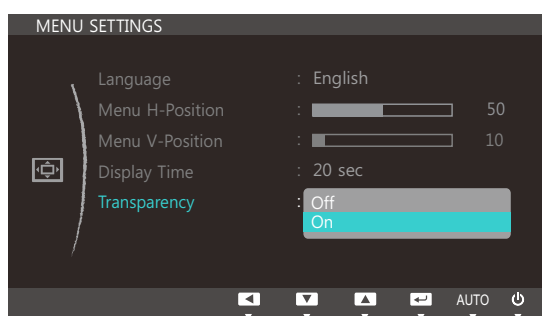 MENU SETTINGS
Language : English
Menu H-Position : 50
Menu V-Position : 10
Display Time : 20 sec
Transparency : Off
On
AUTO